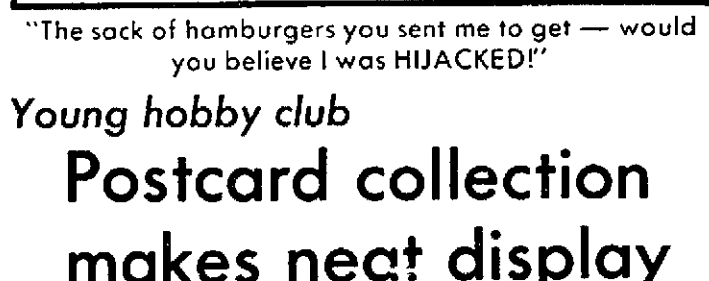 "The sack of hamburgers you sent me to get — would
you believe I was HIJACKED!"
Young hobby club
Postcard collection
makes neat display